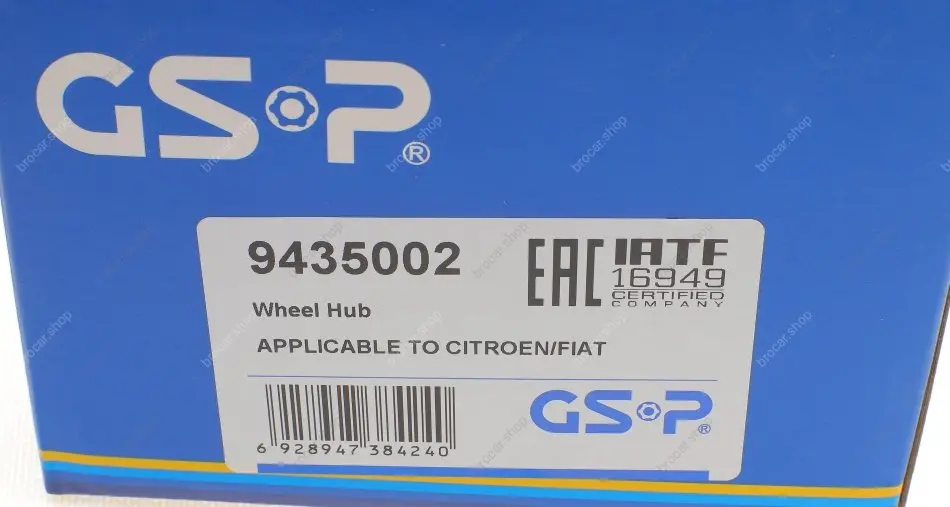 GSP®
9435002
EAC
IATF
16949
CERTIFIED
COMPANY
Wheel Hub
APPLICABLE TO CITROEN/FIAT
6 928947 384240
GSP®
brocar.shop